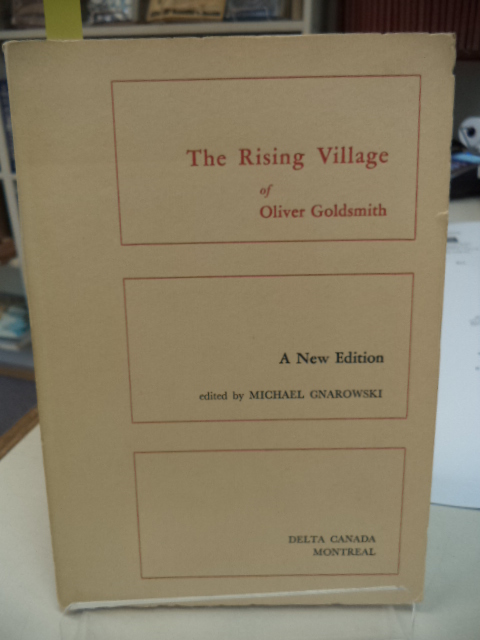 The Rising Village
of
Oliver Goldsmith
A New Edition
edited by MICHAEL GNAROWSKI
DELTA CANADA
MONTREAL